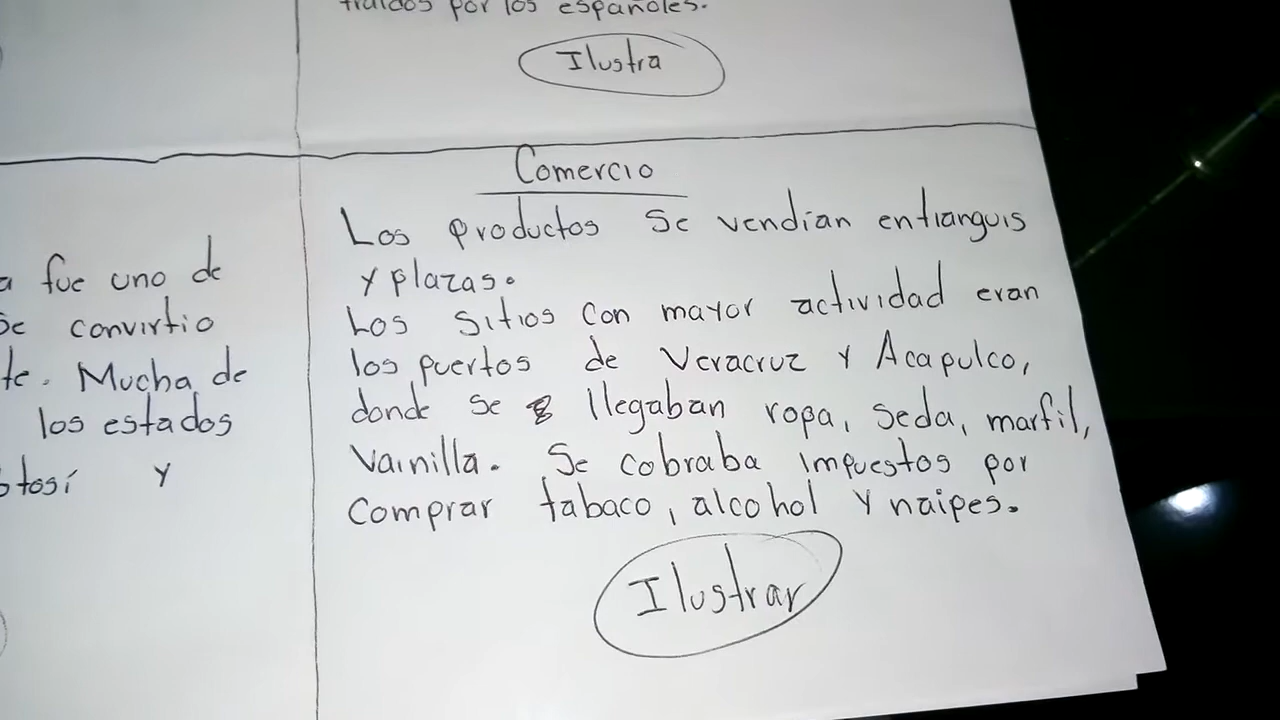 traídos por los españoles.
Ilustra
a fue uno de
se convirtio
te. Mucha de
los estados
otosí y
Comercio
Los productos se vendían entianguis
y plazas.
Los sitios con mayor actividad eran
los puertos de Veracruz y Acapulco,
donde se llegaban ropa, seda, marfil,
vainilla. Se cobraba impuestos por
comprar tabaco, alcohol y naipes.
Ilustrar